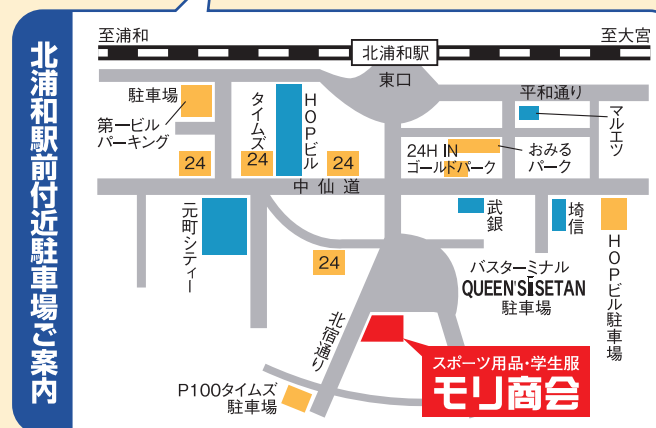 北浦和駅前付近駐車場ご案内
至浦和
北浦和駅
至大宮
東口
駐車場
第一ビル
パーキング
タイムズ
HOPビル
平和通り
マルエツ
24H IN
ゴールドパーク
おみる
パーク
24
24
24
中仙道
元町シティー
武銀
埼信
HOPビル駐車場
24
バスターミナル
QUEEN'S ISETAN
駐車場
北宿通り
スポーツ用品・学生服
モリ商会
P100タイムズ
駐車場